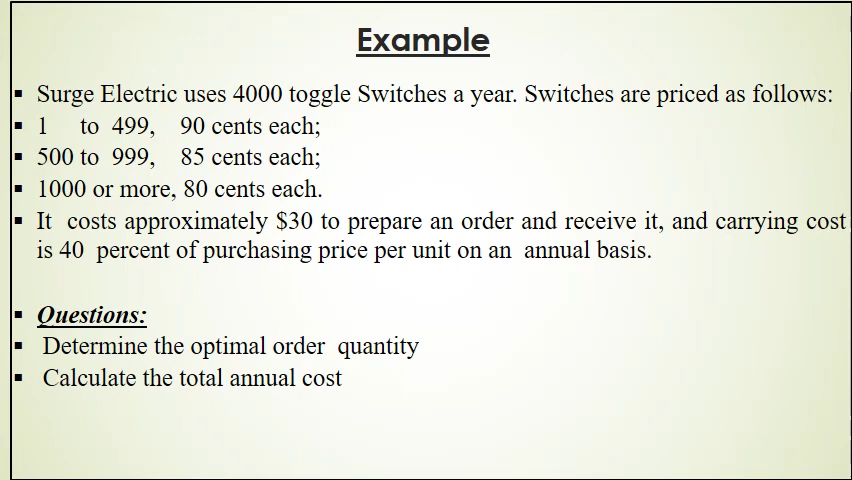 Example
▪ Surge Electric uses 4000 toggle Switches a year. Switches are priced as follows:
▪ 1 to 499, 90 cents each;
▪ 500 to 999, 85 cents each;
▪ 1000 or more, 80 cents each.
▪ It costs approximately $30 to prepare an order and receive it, and carrying cost
is 40 percent of purchasing price per unit on an annual basis.
▪ Questions:
▪ Determine the optimal order quantity
▪ Calculate the total annual cost